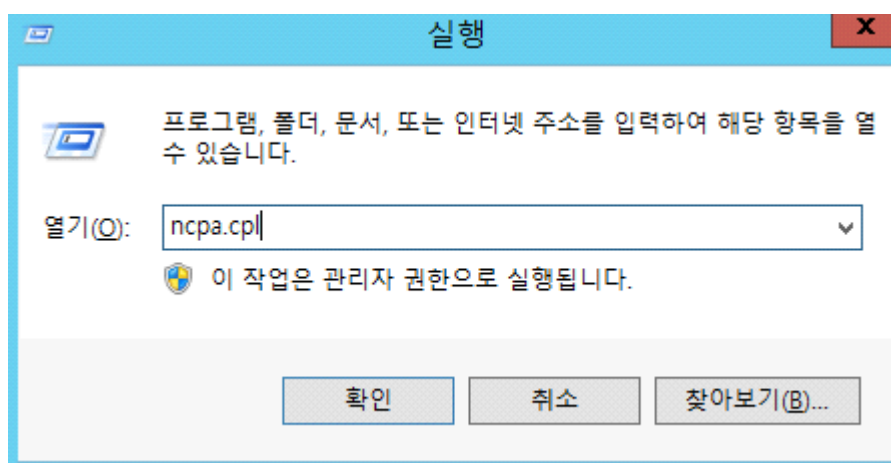 실행
x
프로그램, 폴더, 문서, 또는 인터넷 주소를 입력하여 해당 항목을 열
수 있습니다.
열기(O): ncpa.cpl
이 작업은 관리자 권한으로 실행됩니다.
확인 취소 찾아보기(B)...